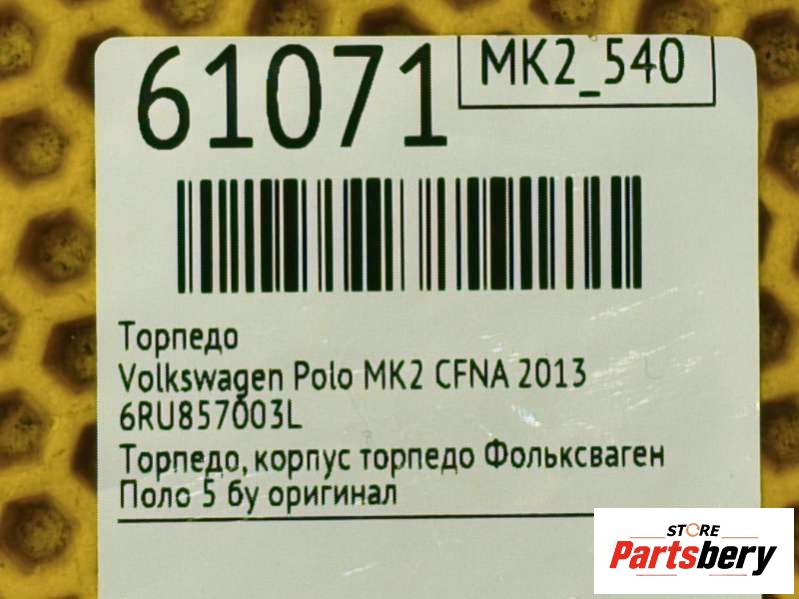 61071
MK2_540
Торпедо
Volkswagen Polo MK2 CFNA 2013
6RU857003L
Торпедо, корпус торпедо Фольксваген
Поло 5 бу оригинал
STORE
Partsbery